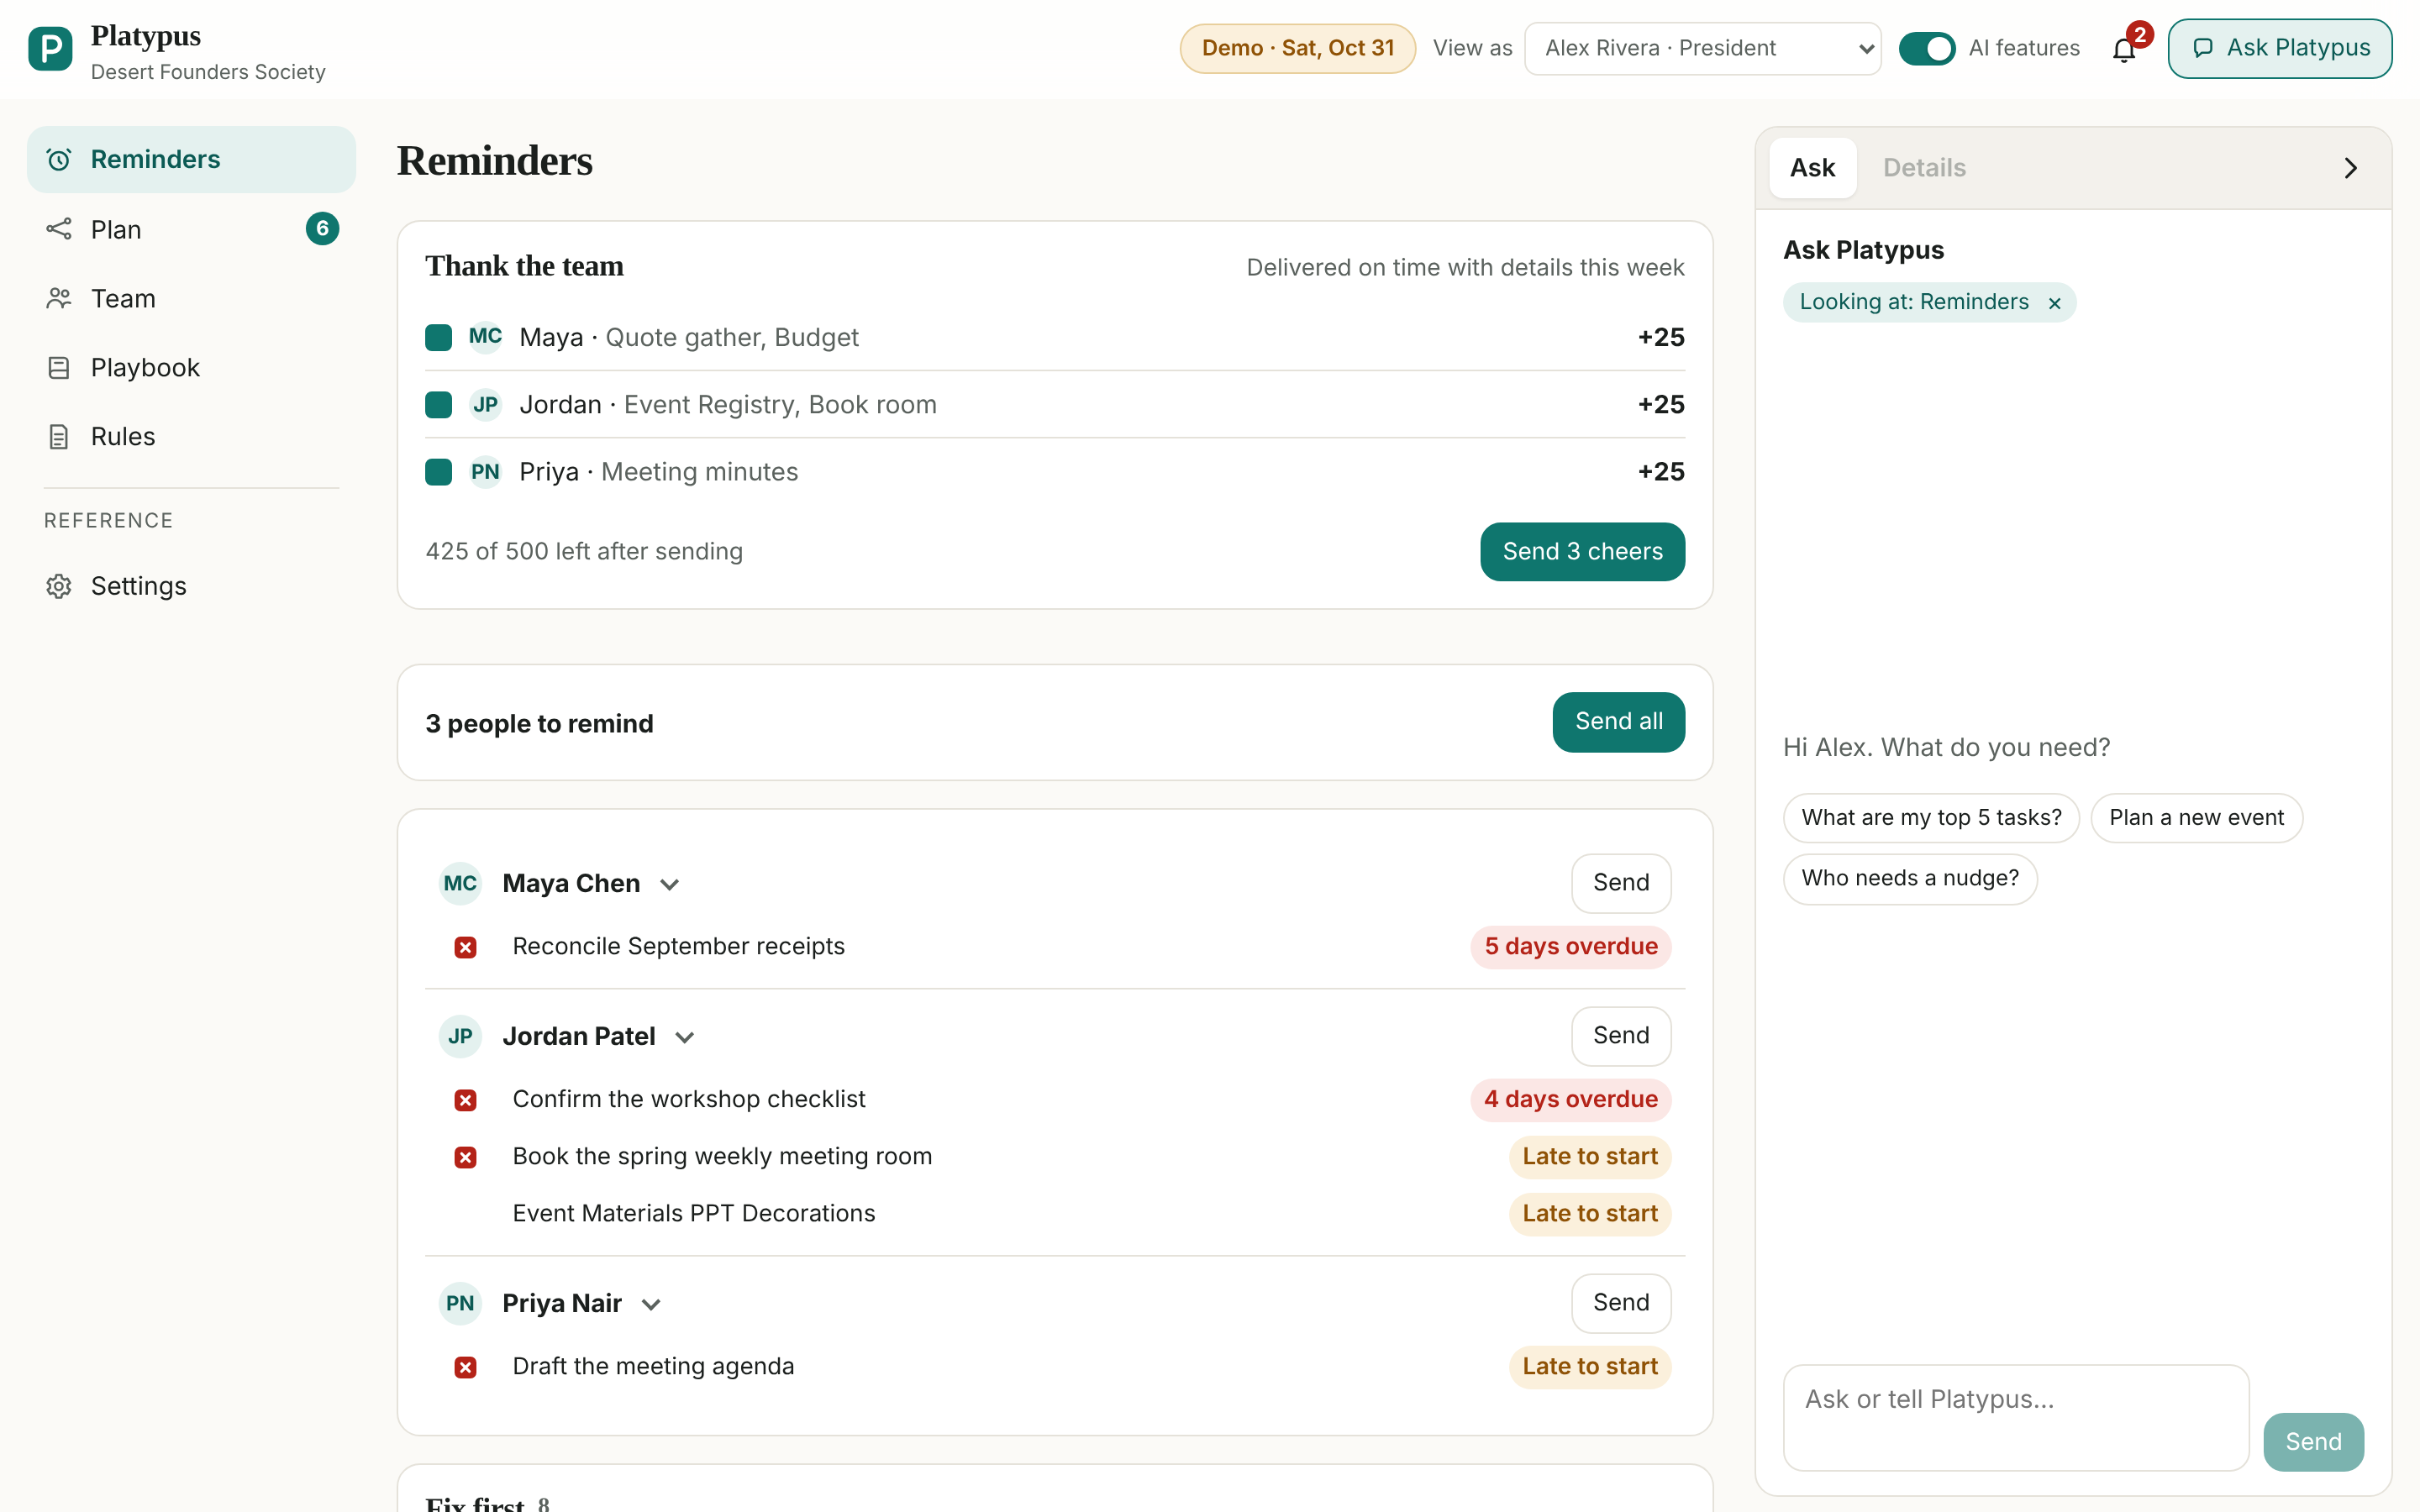 P
Platypus
Desert Founders Society
Demo · Sat, Oct 31
View as
Alex Rivera · President
AI features
2
Ask Platypus
Reminders
Plan
6
Team
Playbook
Rules
REFERENCE
Settings
Reminders
Thank the team
Delivered on time with details this week
MC Maya · Quote gather, Budget +25
JP Jordan · Event Registry, Book room +25
PN Priya · Meeting minutes +25
425 of 500 left after sending
Send 3 cheers
3 people to remind
Send all
MC Maya Chen Send
Reconcile September receipts 5 days overdue
JP Jordan Patel Send
Confirm the workshop checklist 4 days overdue
Book the spring weekly meeting room Late to start
Event Materials PPT Decorations Late to start
PN Priya Nair Send
Draft the meeting agenda Late to start
Fix first 8
Ask
Details
Ask Platypus
Looking at: Reminders ×
Hi Alex. What do you need?
What are my top 5 tasks?
Plan a new event
Who needs a nudge?
Ask or tell Platypus...
Send